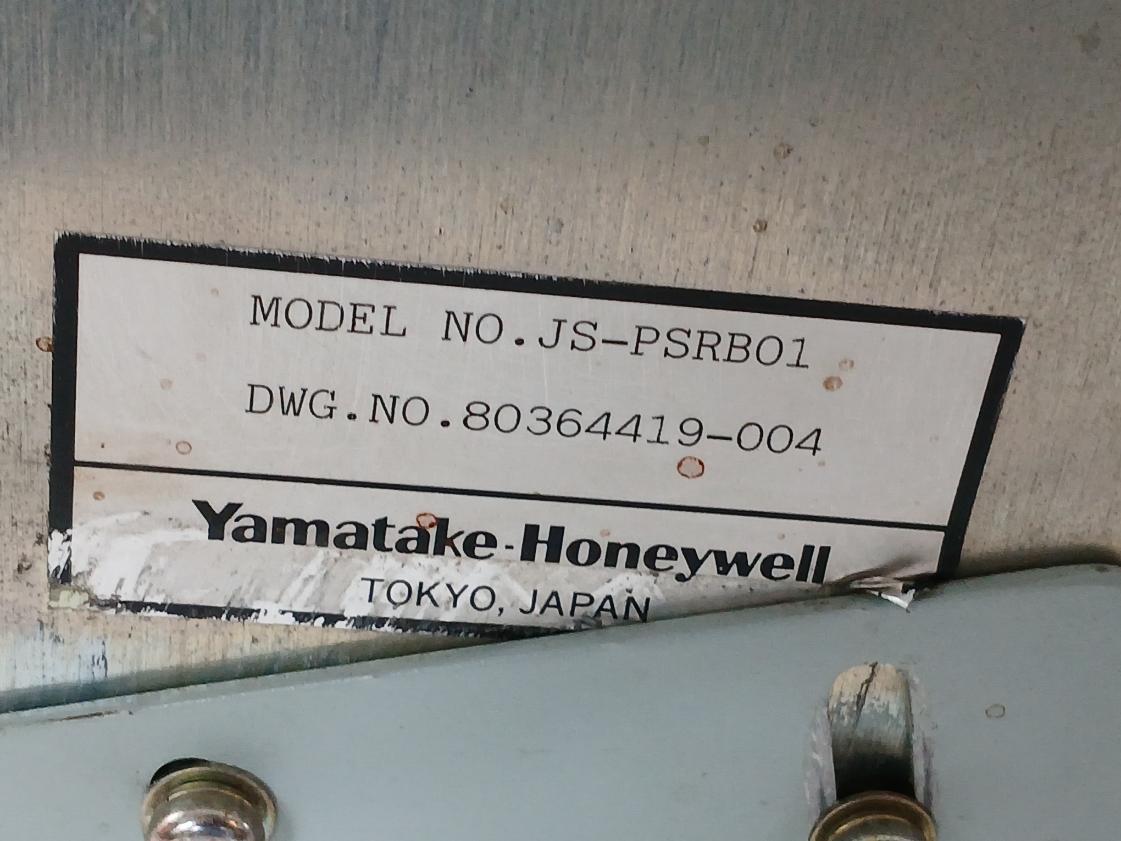 MODEL NO.JS-PSRB01
DWG.NO.80364419-004
Yamatake-Honeywell
TOKYO, JAPAN